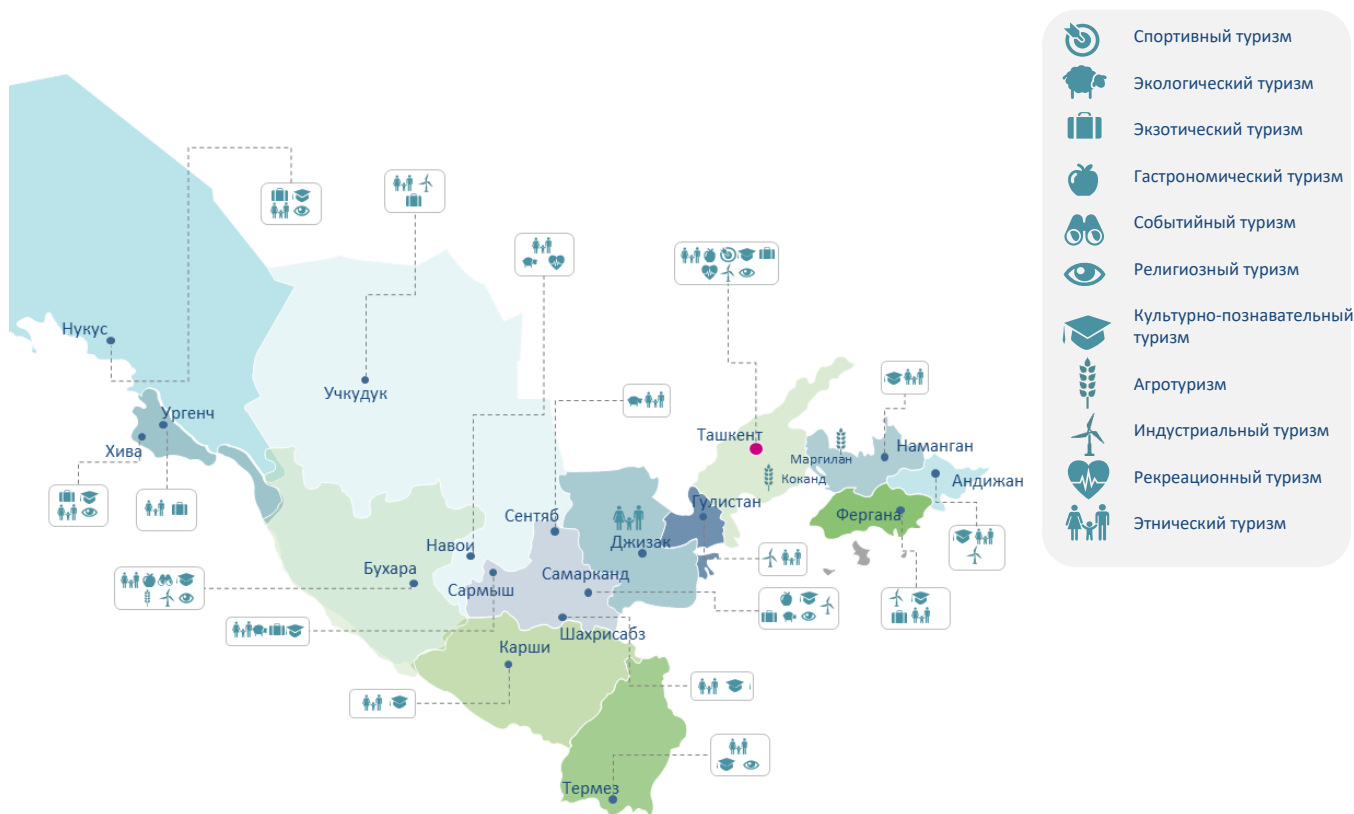 Спортивный туризм
Экологический туризм
Экзотический туризм
Гастрономический туризм
Событийный туризм
Религиозный туризм
Культурно-познавательный
туризм
Агротуризм
Индустриальный туризм
Рекреационный туризм
Этнический туризм
Нукус
Учкудук
Ургенч
Хива
Ташкент
Маргилан
Наманган
Коканд
Андижан
Гулистан
Фергана
Сентяб
Джизак
Навои
Бухара
Самарканд
Сармыш
Шахрисабз
Карши
Термез